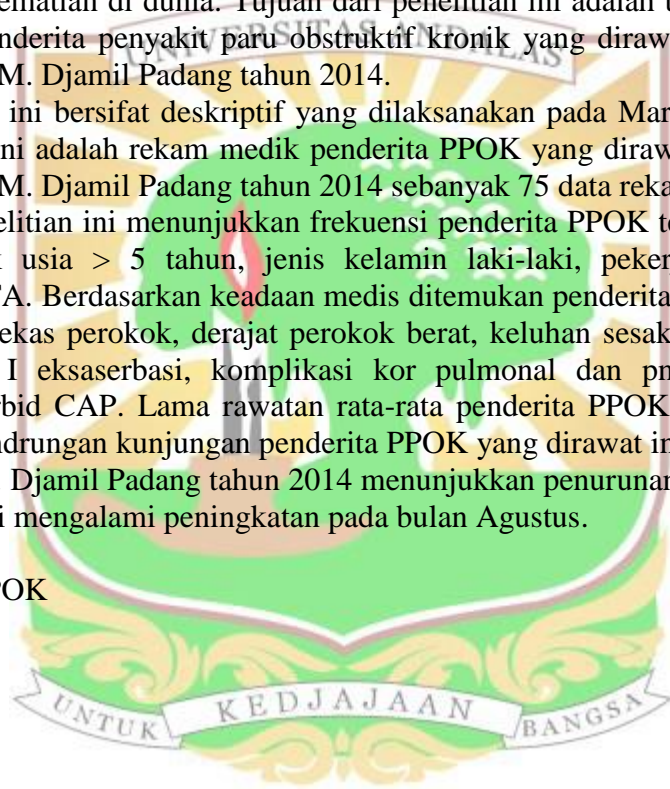 ematian di dunia. Tujuan dari penelitian ini adalah
UNIVERSITAS ANDALAS
nderita penyakit paru obstruktif kronik yang diraw
M. Djamil Padang tahun 2014.
ini bersifat deskriptif yang dilaksanakan pada Mar
ni adalah rekam medik penderita PPOK yang diraw
M. Djamil Padang tahun 2014 sebanyak 75 data reka
elitian ini menunjukkan frekuensi penderita PPOK te
usia > 5 tahun, jenis kelamin laki-laki, peker
A. Berdasarkan keadaan medis ditemukan penderita
ekas perokok, derajat perokok berat, keluhan sesak
I eksaserbasi, komplikasi kor pulmonal dan pn
rbid CAP. Lama rawatan rata-rata penderita PPOK
ndrungan kunjungan penderita PPOK yang dirawat in
Djamil Padang tahun 2014 menunjukkan penurunan
i mengalami peningkatan pada bulan Agustus.
POK
UNTUK KEDJAJAAN BANGSA